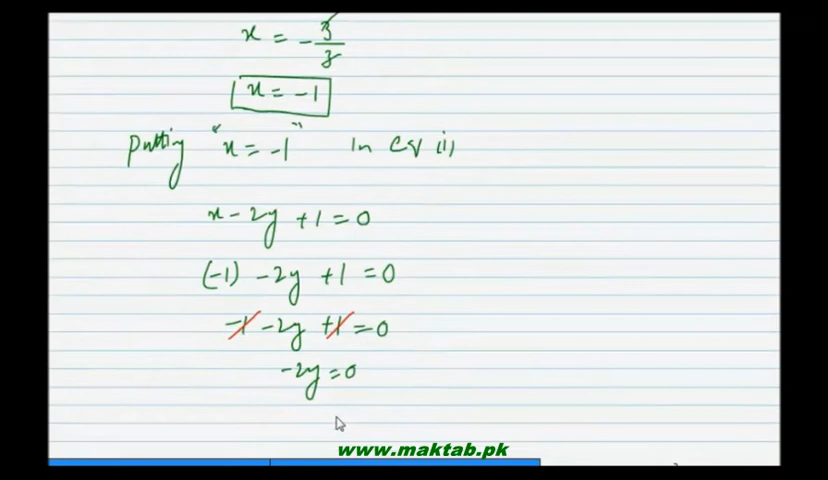 x = -3/3
x = -1
Putting "x = -1" in eq (i)
x - 2y + 1 = 0
(-1) - 2y + 1 = 0
-1 - 2y + 1 = 0
-2y = 0
www.maktab.pk